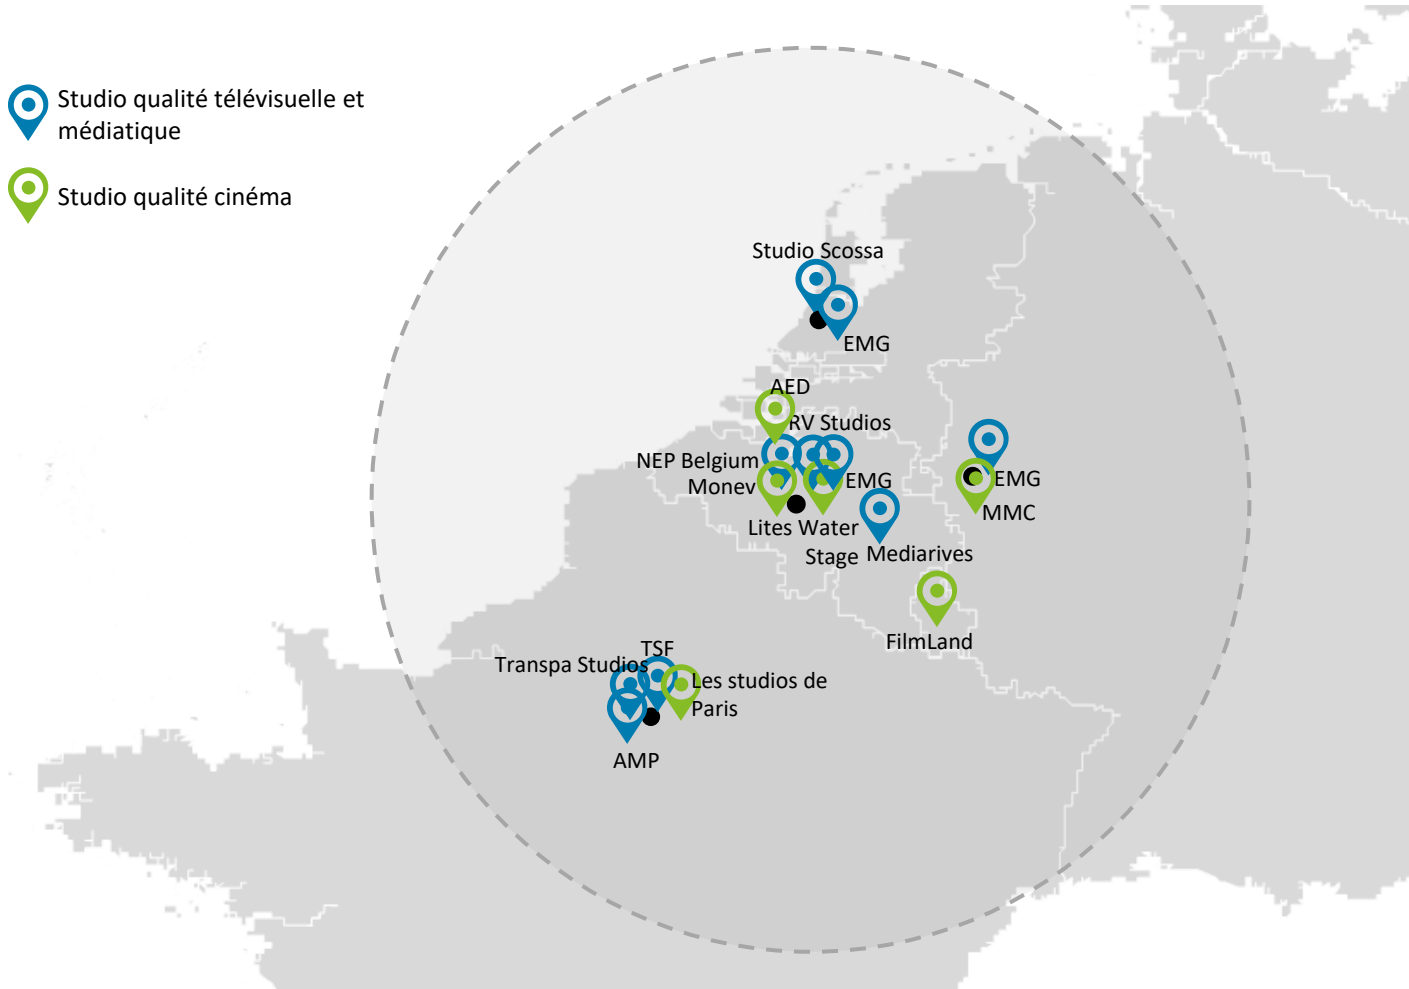 Studio qualité télévisuelle et
médiatique
Studio qualité cinéma
Studio Scossa
EMG
AED
RV Studios
NEP Belgium
Monev
EMG
EMG
MMC
Lites Water
Stage
Mediarives
FilmLand
TSF
Transpa Studios
Les studios de
Paris
AMP